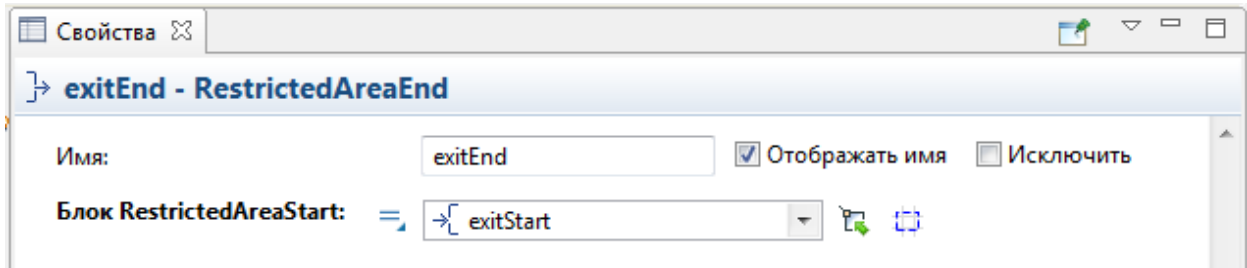 Свойства
exitEnd - RestrictedAreaEnd
Имя: exitEnd Отображать имя Исключить
Блок RestrictedAreaStart: exitStart